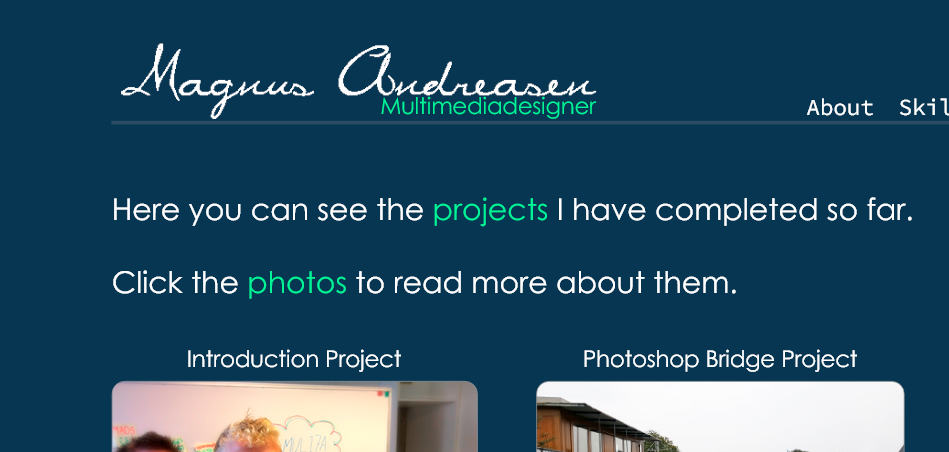 Magnus Andreasen
Multimediadesigner
About Skil
Here you can see the projects I have completed so far.
Click the photos to read more about them.
Introduction Project
Photoshop Bridge Project
MULT7A